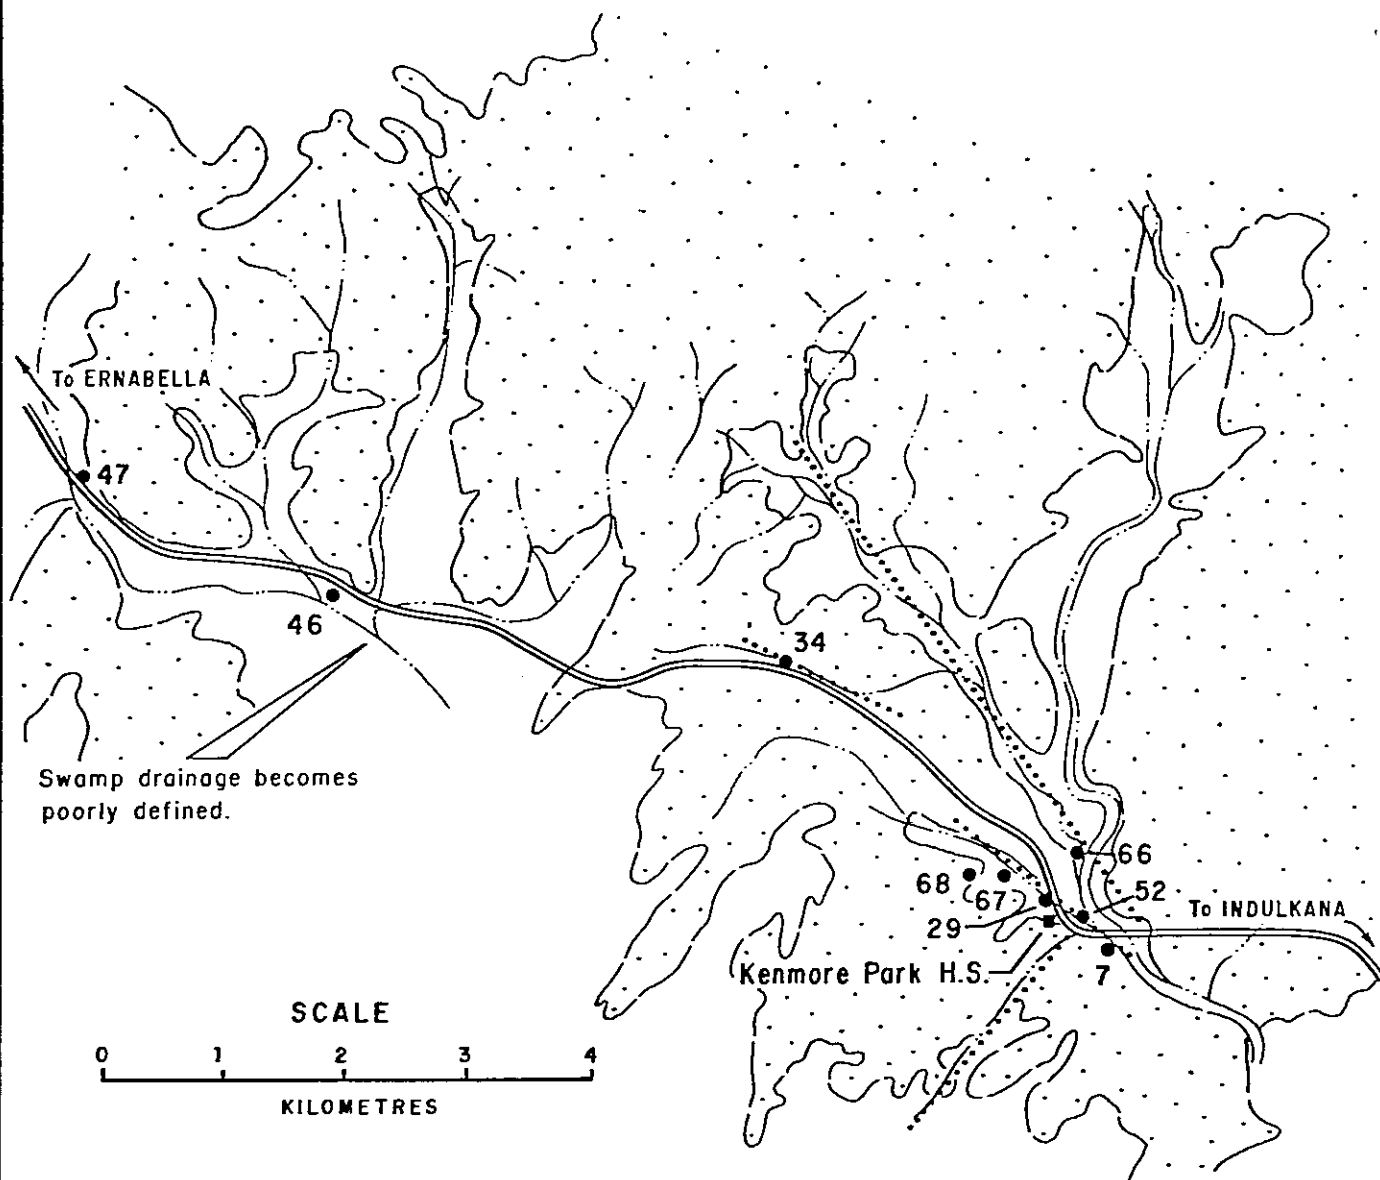 To ERNABELLA
47
46
34
Swamp drainage becomes
poorly defined.
66
68
67
52
29
To INDULKANA
Kenmore Park H.S.
7
SCALE
0 1 2 3 4
KILOMETRES